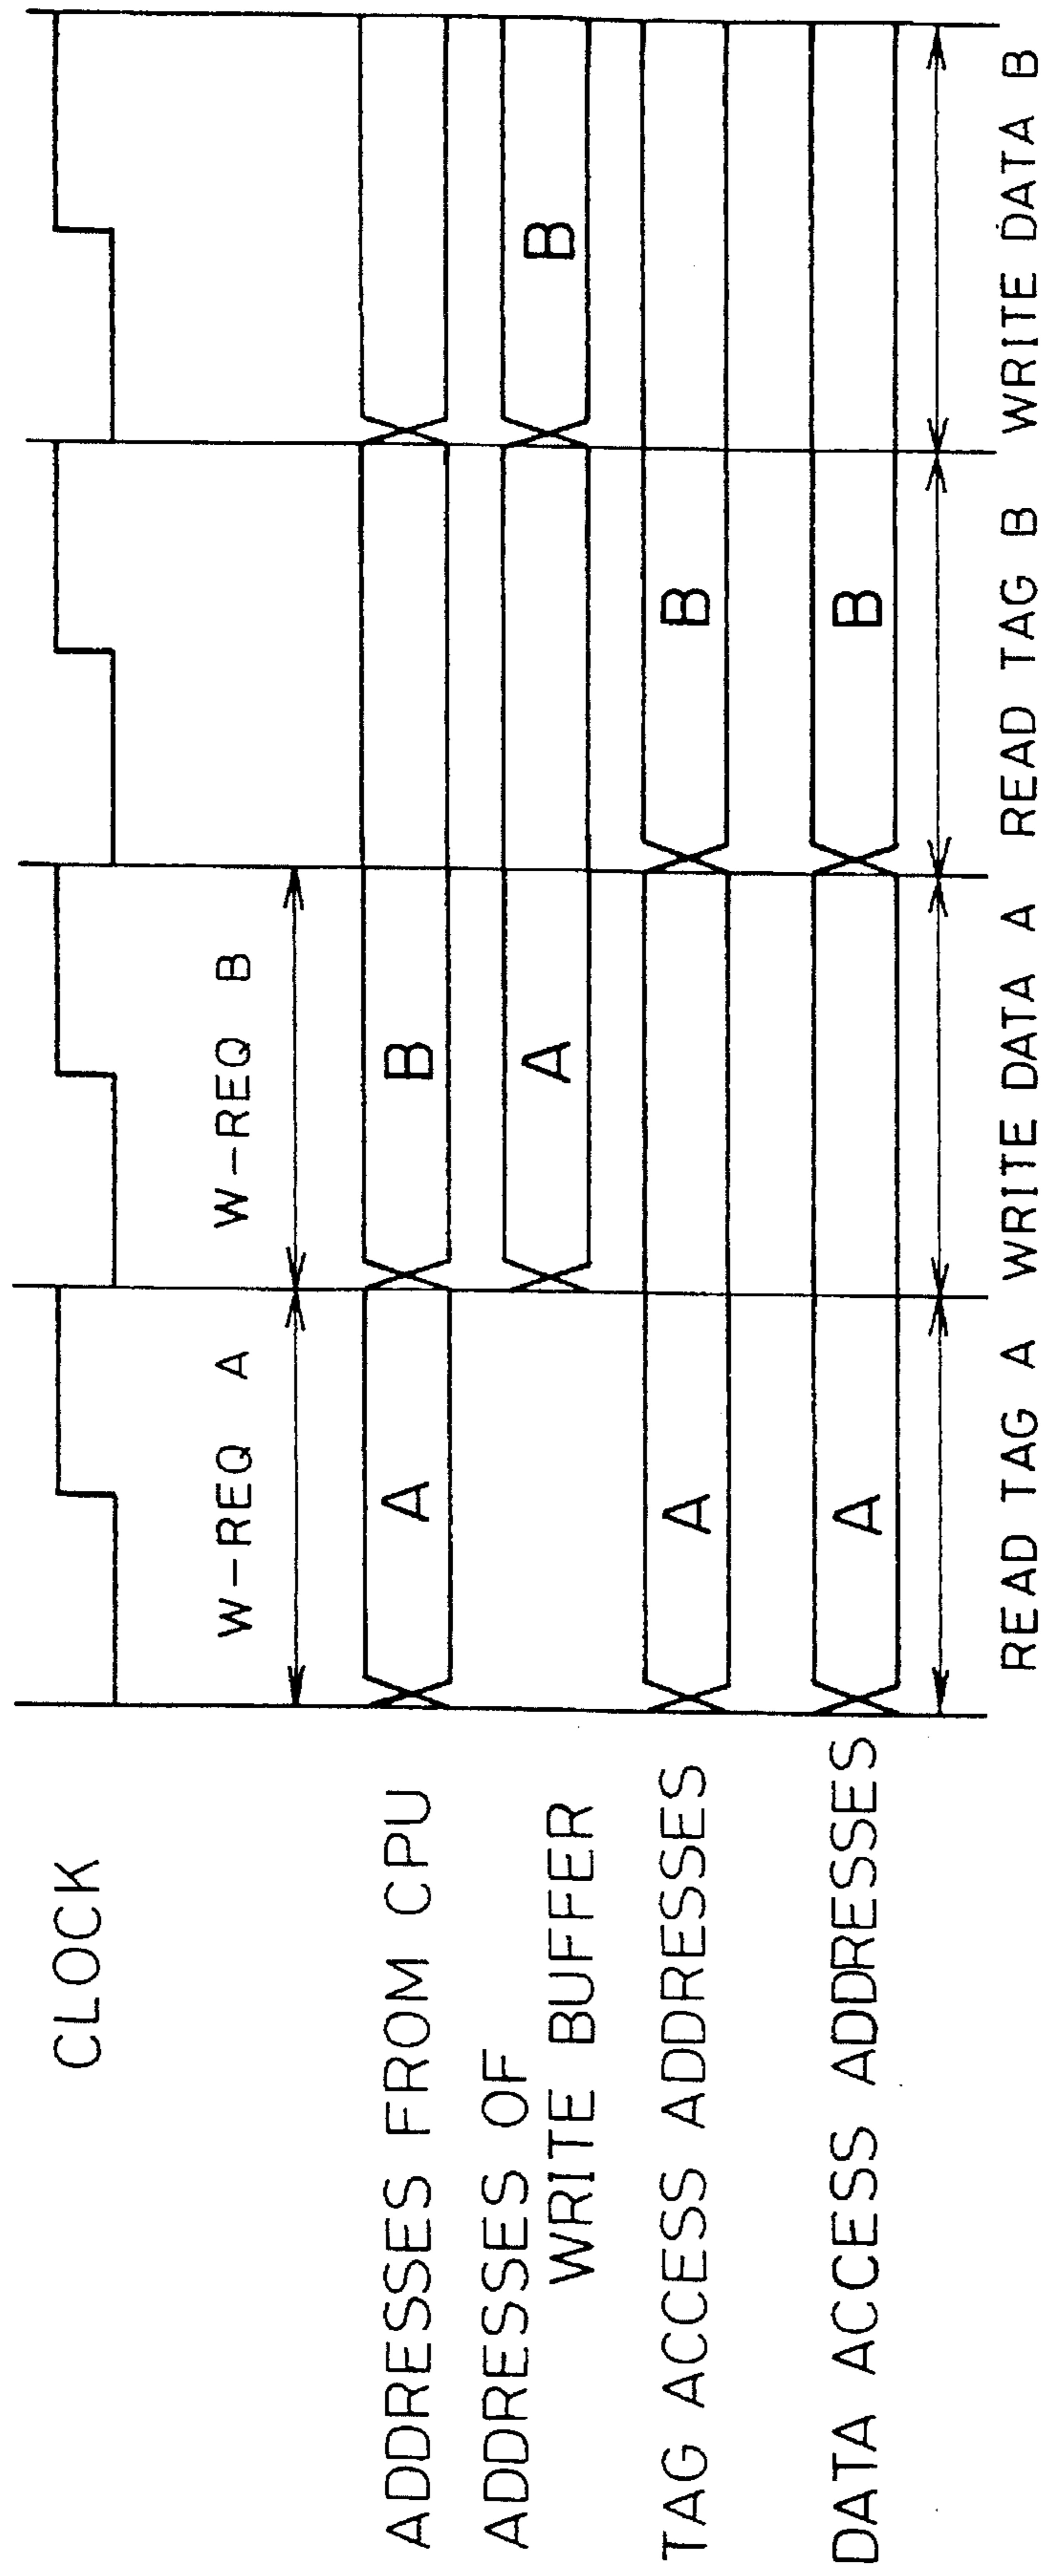 CLOCK
W-REQ A W-REQ B
ADDRESSES FROM CPU A B
ADDRESSES OF
WRITE BUFFER A B
TAG ACCESS ADDRESSES A B
DATA ACCESS ADDRESSES A B
READ TAG A WRITE DATA A READ TAG B WRITE DATA B